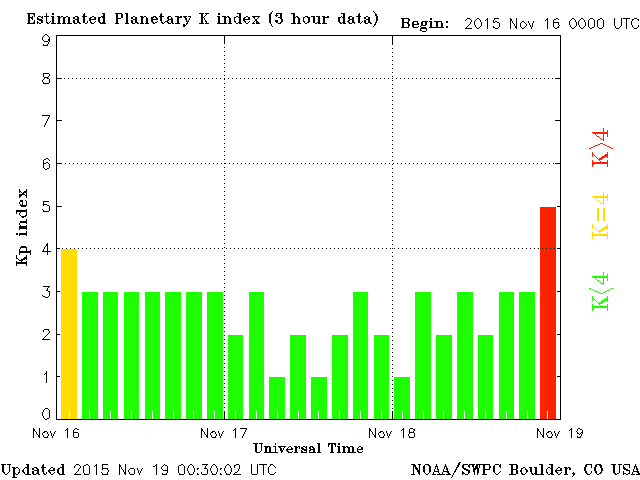 Estimated Planetary K index (3 hour data)
Begin: 2015 Nov 16 0000 UTC
9
8
7
6
5
4
3
2
1
0
Kp index
K>4
K=4
K<4
Nov 16
Nov 17
Nov 18
Nov 19
Universal Time
Updated 2015 Nov 19 00:30:02 UTC
NOAA/SWPC Boulder, CO USA